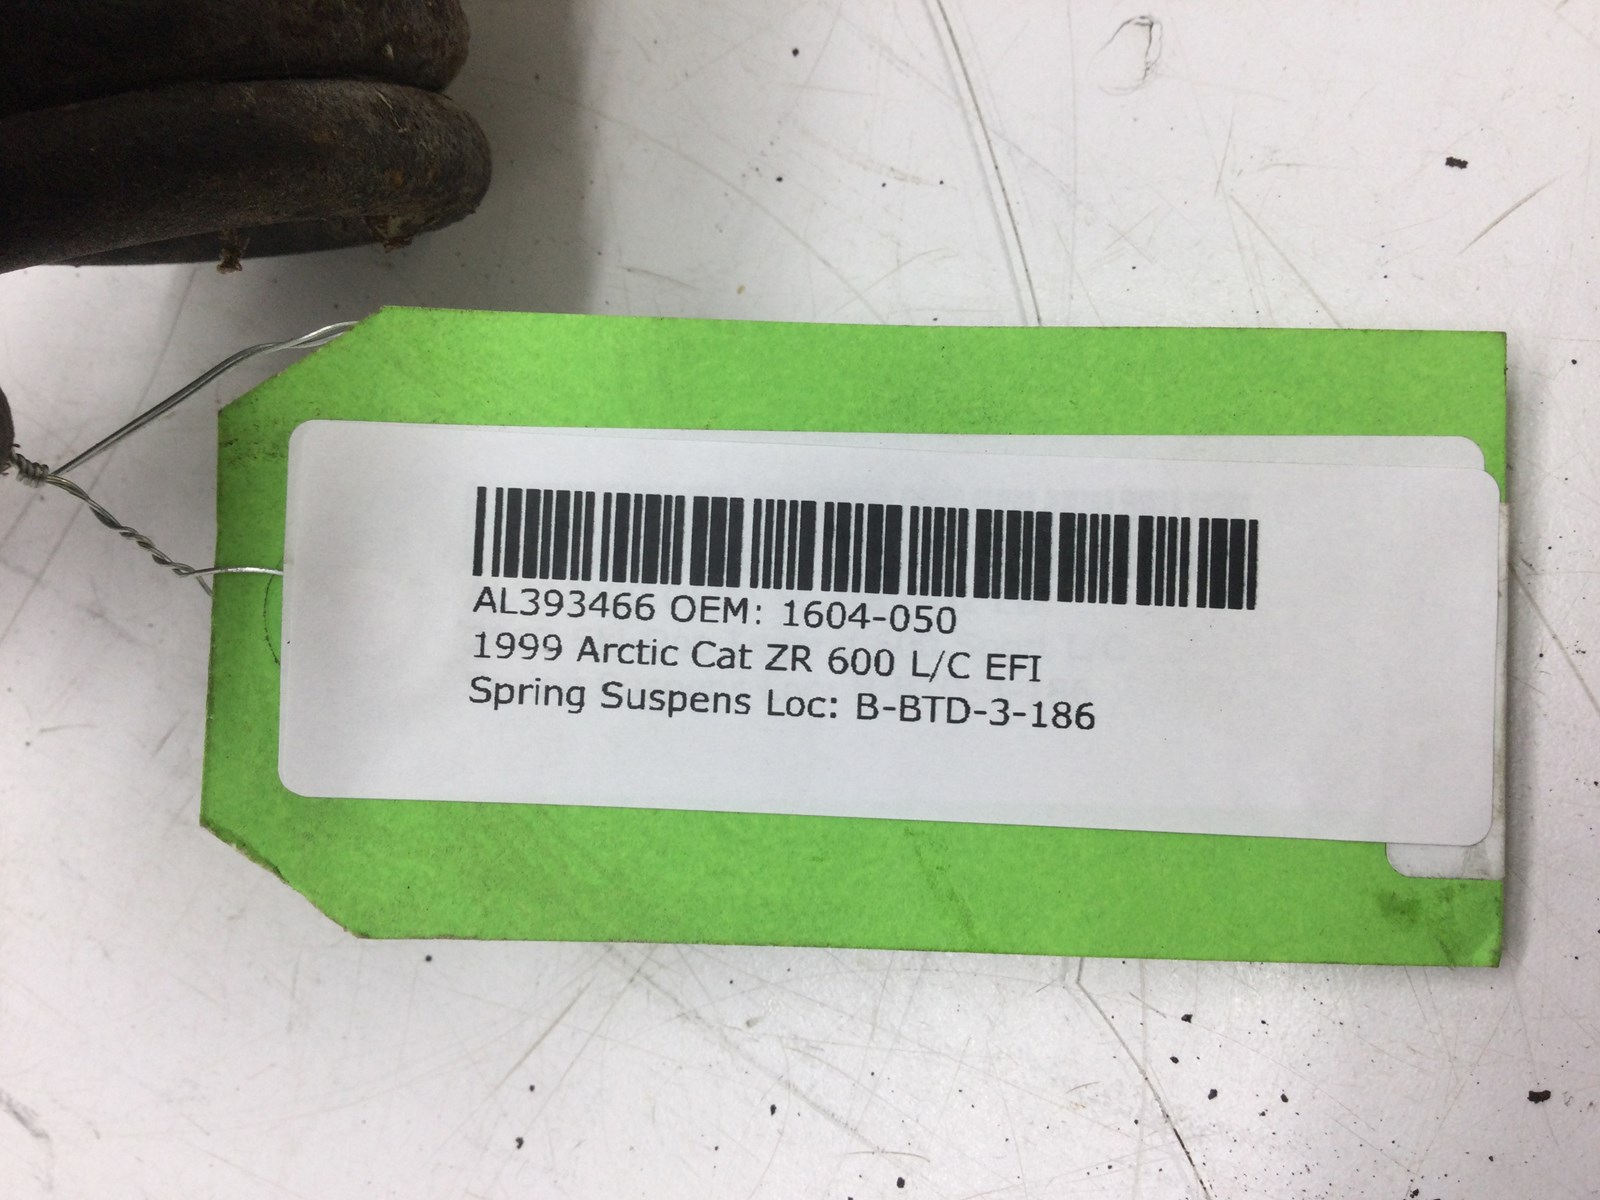 AL393466 OEM: 1604-050
1999 Arctic Cat ZR 600 L/C EFI
Spring Suspens Loc: B-BTD-3-186